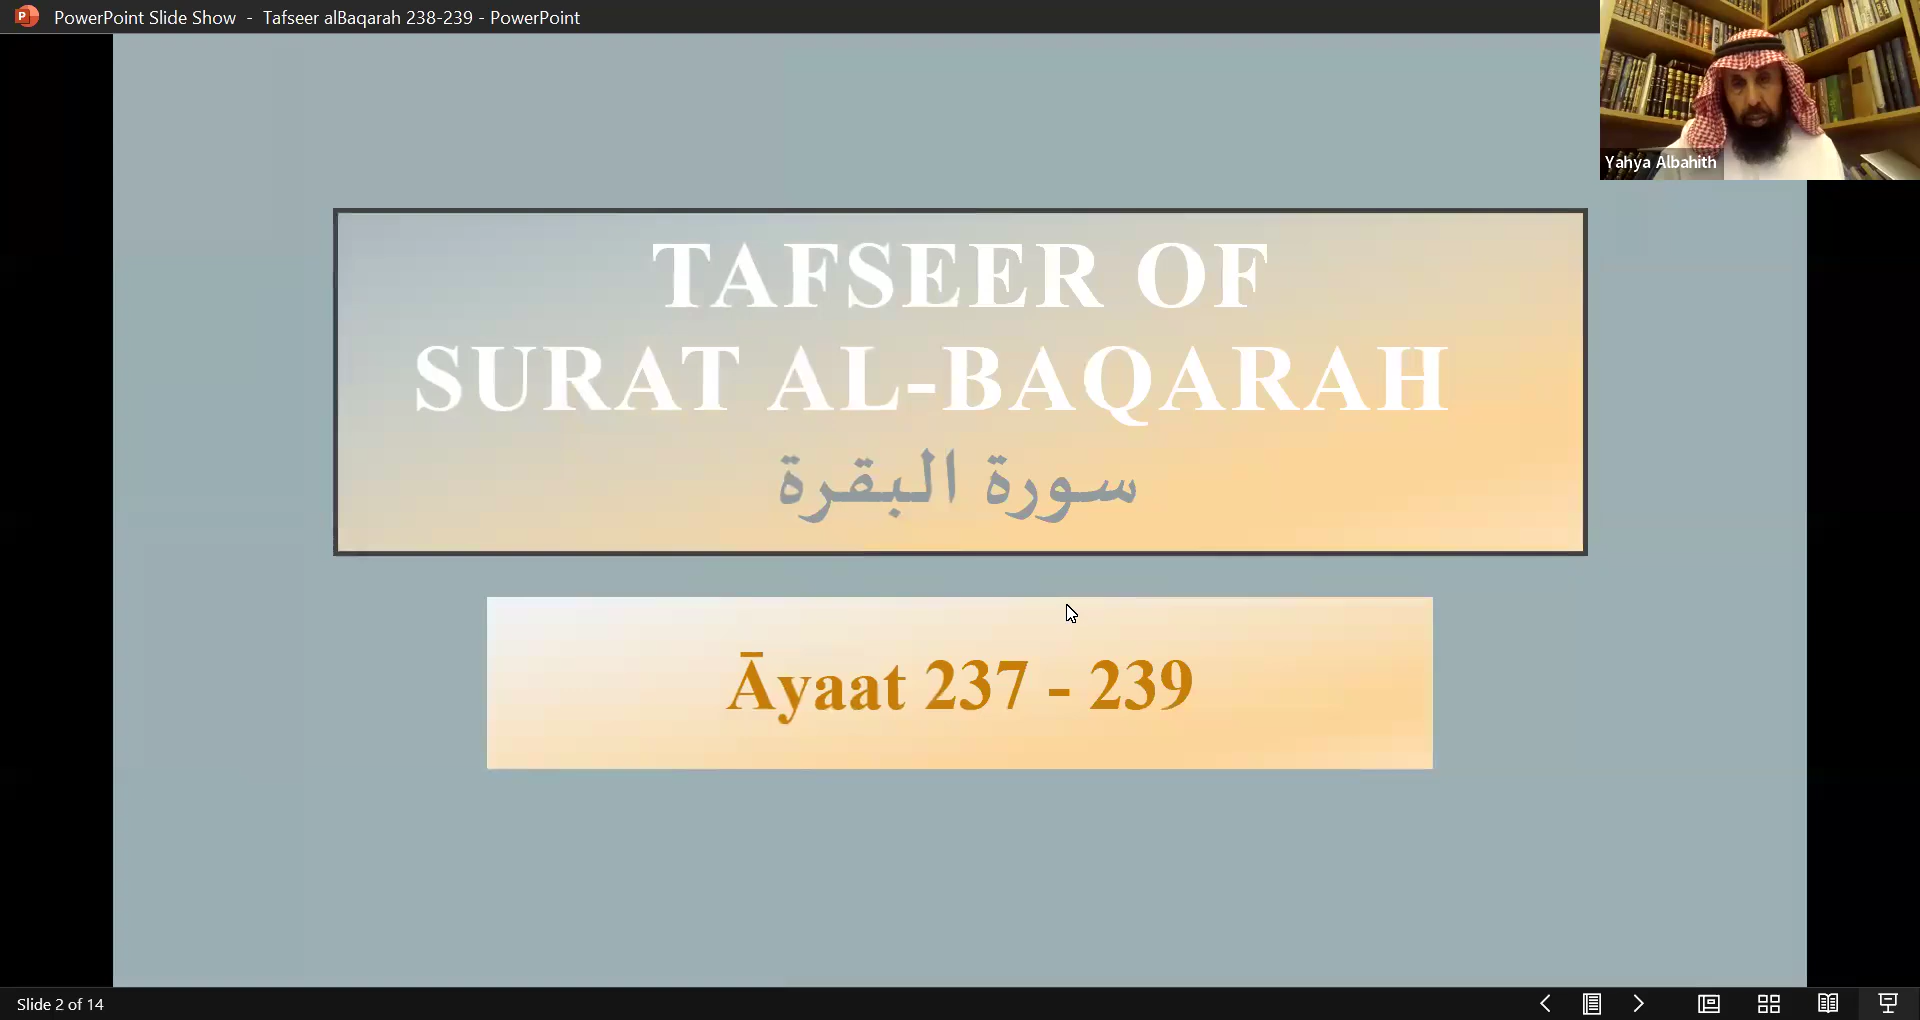 PowerPoint Slide Show - Tafseer alBaqarah 238-239 - PowerPoint
Yahya Albahith
TAFSEER OF
SURAT AL-BAQARAH
سورة البقرة
Āyaat 237 - 239
Slide 2 of 14